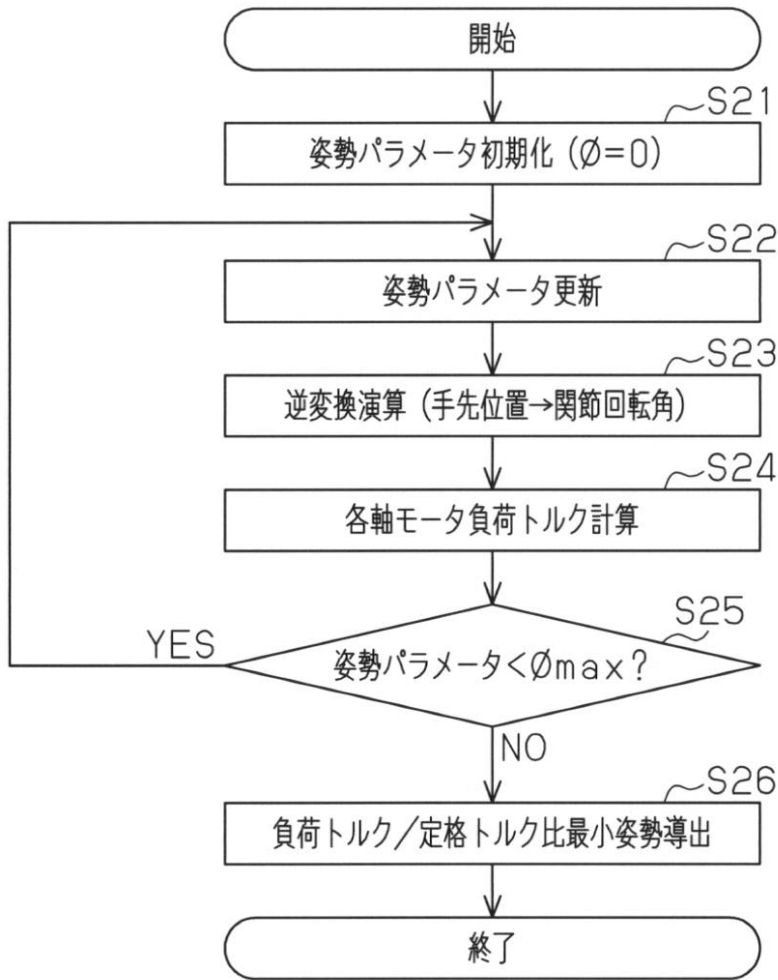 開始
S21
姿勢パラメータ初期化（∅＝0）
S22
姿勢パラメータ更新
S23
逆変換演算（手先位置→関節回転角）
S24
各軸モータ負荷トルク計算
S25
YES
姿勢パラメータ＜∅max？
NO
S26
負荷トルク／定格トルク比最小姿勢導出
終了